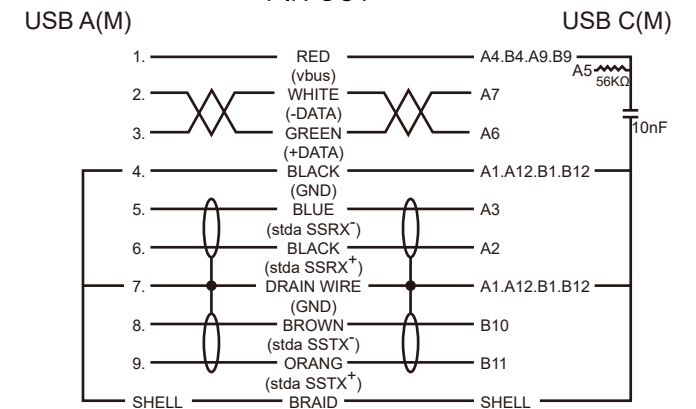 USB A(M) USB C(M)
1. RED A4.B4.A9.B9
(vbus) A5 56KΩ
2. WHITE A7
(-DATA)
3. GREEN A6 10nF
(+DATA)
4. BLACK A1.A12.B1.B12
(GND)
5. BLUE A3
(stda SSRX-)
6. BLACK A2
(stda SSRX+)
7. DRAIN WIRE A1.A12.B1.B12
(GND)
8. BROWN B10
(stda SSTX-)
9. ORANG B11
(stda SSTX+)
SHELL BRAID SHELL